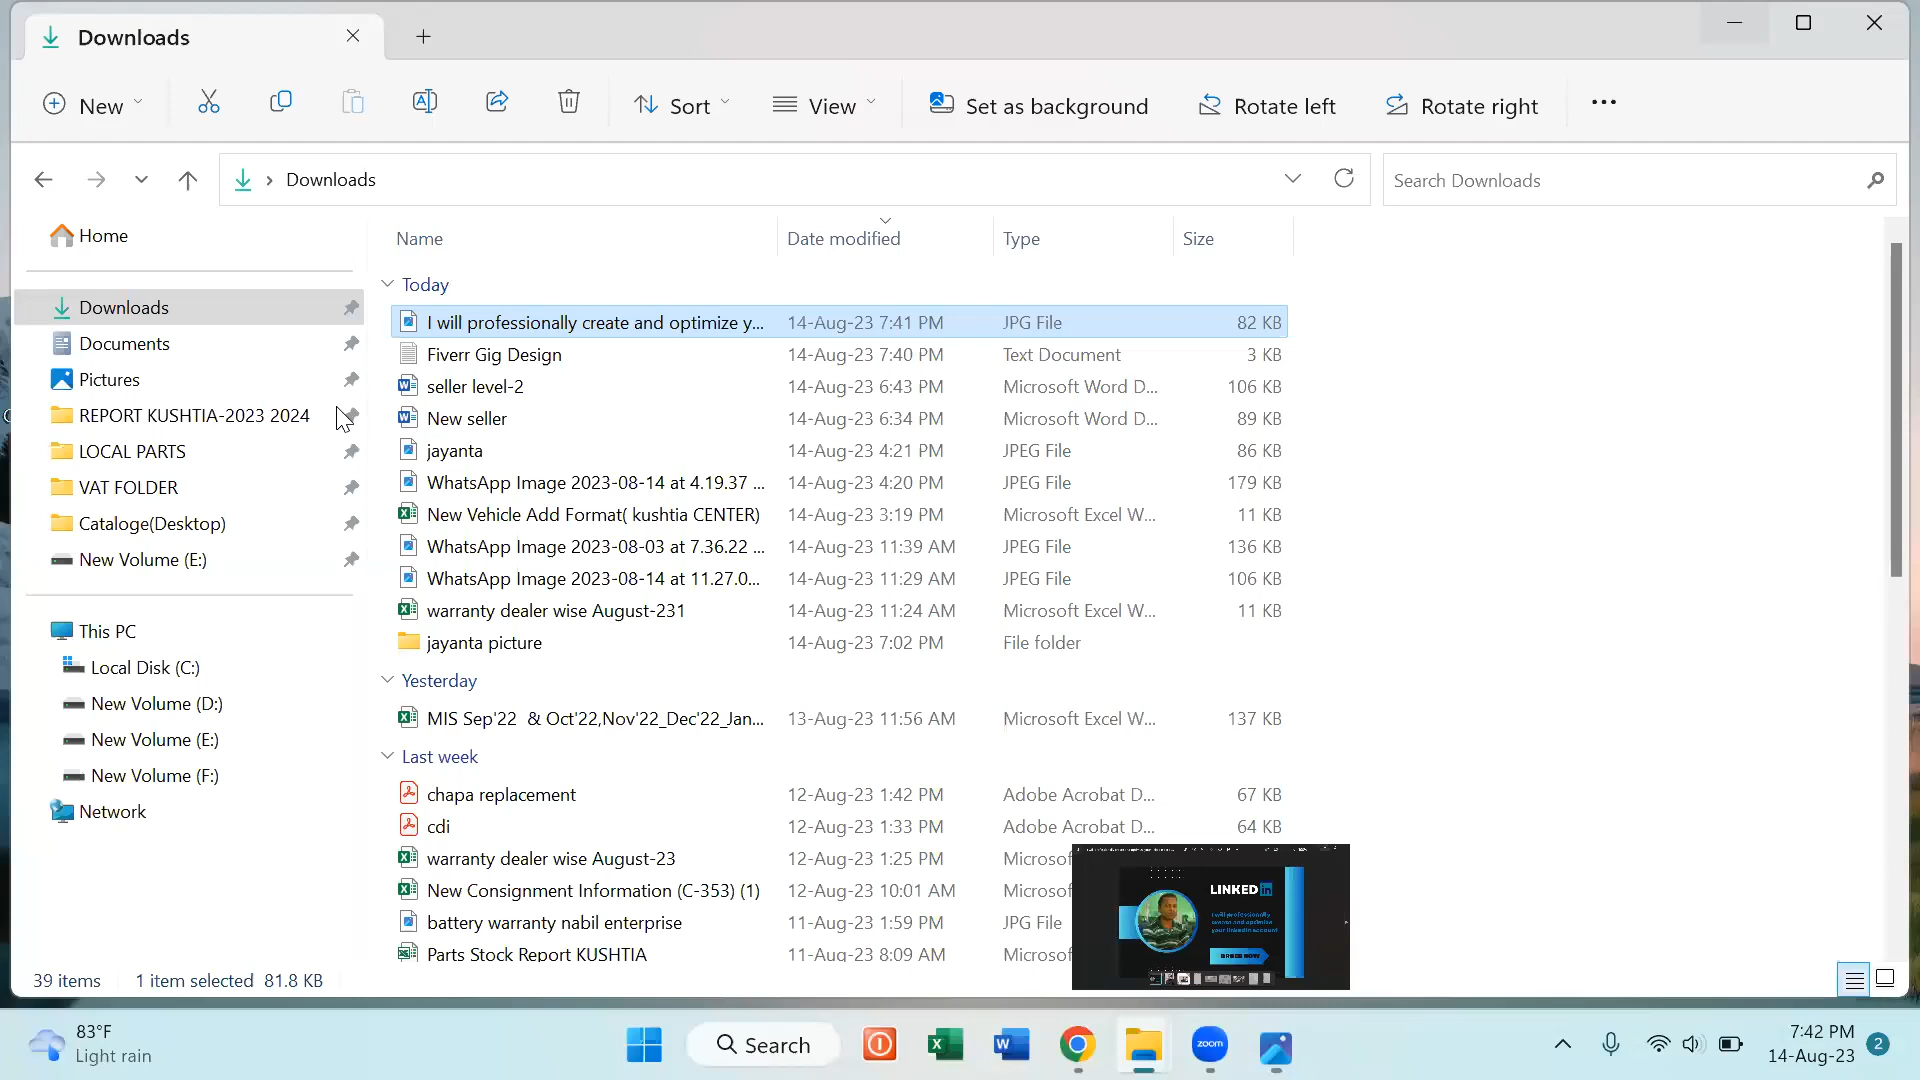 Downloads
New
Sort
View
Set as background
Rotate left
Rotate right
Downloads
Search Downloads
Home
Downloads
Documents
Pictures
REPORT KUSHTIA-2023 2024
LOCAL PARTS
VAT FOLDER
Cataloge(Desktop)
New Volume (E:)
This PC
Local Disk (C:)
New Volume (D:)
New Volume (E:)
New Volume (F:)
Network
Name Date modified Type Size
Today
I will professionally create and optimize y... 14-Aug-23 7:41 PM JPG File 82 KB
Fiverr Gig Design 14-Aug-23 7:40 PM Text Document 3 KB
seller level-2 14-Aug-23 6:43 PM Microsoft Word D... 106 KB
New seller 14-Aug-23 6:34 PM Microsoft Word D... 89 KB
jayanta 14-Aug-23 4:21 PM JPEG File 86 KB
WhatsApp Image 2023-08-14 at 4.19.37 ... 14-Aug-23 4:20 PM JPEG File 179 KB
New Vehicle Add Format( kushtia CENTER) 14-Aug-23 3:19 PM Microsoft Excel W... 11 KB
WhatsApp Image 2023-08-03 at 7.36.22 ... 14-Aug-23 11:39 AM JPEG File 136 KB
WhatsApp Image 2023-08-14 at 11.27.0... 14-Aug-23 11:29 AM JPEG File 106 KB
warranty dealer wise August-231 14-Aug-23 11:24 AM Microsoft Excel W... 11 KB
jayanta picture 14-Aug-23 7:02 PM File folder
Yesterday
MIS Sep'22 & Oct'22,Nov'22_Dec'22_Jan... 13-Aug-23 11:56 AM Microsoft Excel W... 137 KB
Last week
chapa replacement 12-Aug-23 1:42 PM Adobe Acrobat D... 67 KB
cdi 12-Aug-23 1:33 PM Adobe Acrobat D... 64 KB
warranty dealer wise August-23 12-Aug-23 1:25 PM Microsof
New Consignment Information (C-353) (1) 12-Aug-23 10:01 AM Microsof
battery warranty nabil enterprise 11-Aug-23 1:59 PM JPG File
Parts Stock Report KUSHTIA 11-Aug-23 8:09 AM Microsof
LINKED in
I will professionally
create and optimize
your linkedin account
ORDER NOW
39 items 1 item selected 81.8 KB
83°F
Light rain
Search
zoom
7:42 PM
14-Aug-23
2